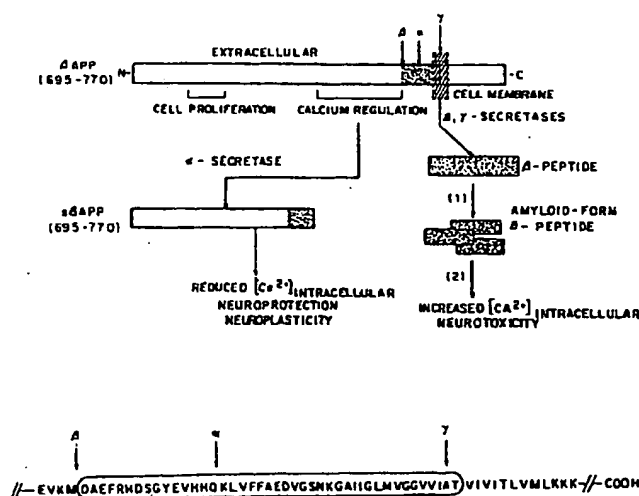 γ
β α
EXTRACELLULAR
βAPP
(695-770) N- -C
CELL MEMBRANE
CELL PROLIFERATION CALCIUM REGULATION
β, γ - SECRETASES
α - SECRETASE
β-PEPTIDE
(1)
sβAPP
(695-770)
AMYLOID-FORM
β - PEPTIDE
(2)
REDUCED [Ca2+] INTRACELLULAR
NEUROPROTECTION
NEUROPLASTICITY
INCREASED [CA2+] INTRACELLULAR
NEUROTOXICITY
β α γ
//— EVKMDAEFRHDSGYEVHHQKLVFFAEDVGSNKGAIIGLMVGGVVIATVIVITLVMLKKK -//- COOH